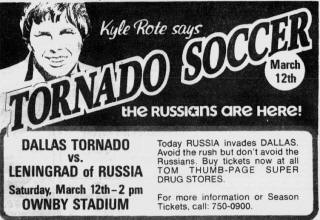 Kyle Rote says
TORNADO SOCCER
March
12th
the RUSSIANS are HERE!
DALLAS TORNADO
vs.
LENINGRAD of RUSSIA
Saturday, March 12th–2 pm
OWNBY STADIUM
Today RUSSIA invades DALLAS.
Avoid the rush but don't avoid the
Russians. Buy tickets now at all
TOM THUMB-PAGE SUPER
DRUG STORES.
For more information or Season
Tickets, call: 750-0900.